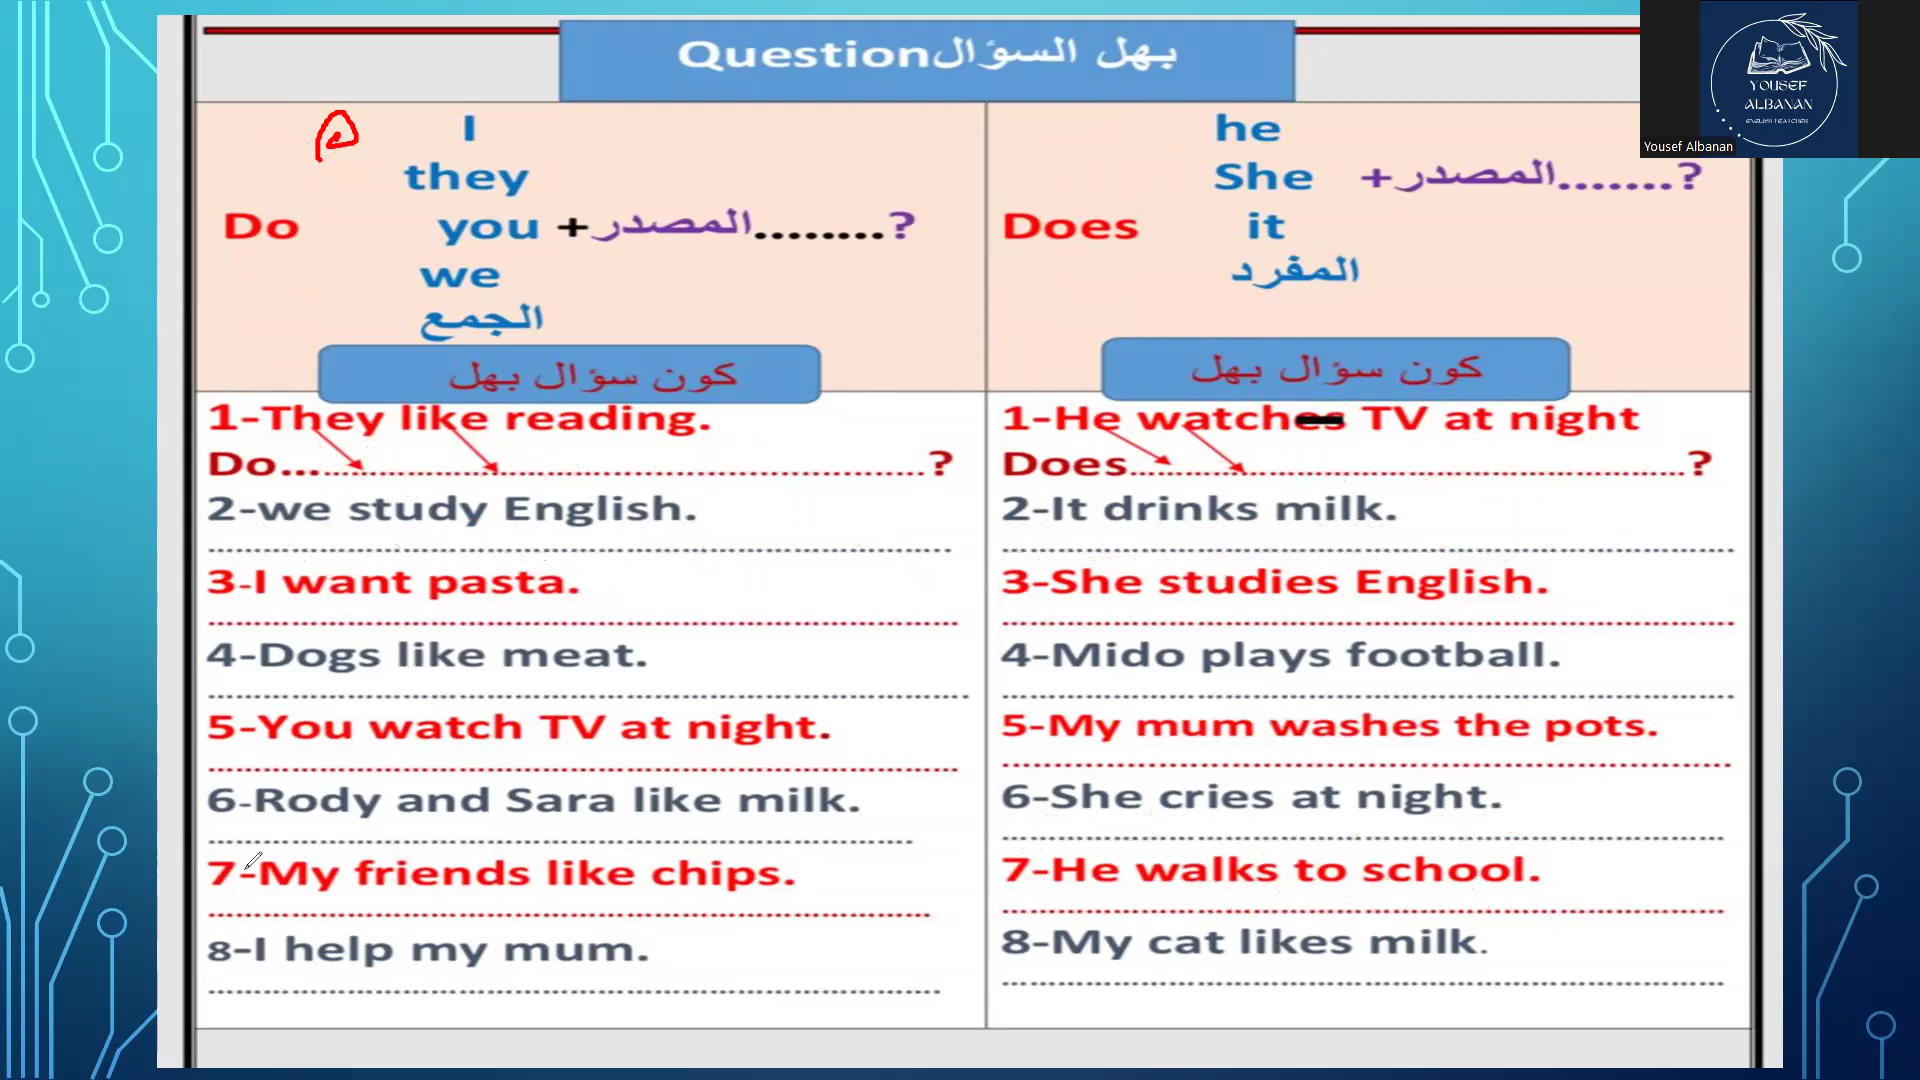 Question السؤال بهل
YOUSEF
ALBANAN
ENGLISH TEACHER
Yousef Albanan
م
I
they
Do you +المصدر........?
we
الجمع
he
She +المصدر.......?
Does it
المفرد
كون سؤال بهل
1-They like reading.
Do.......................................................?
2-we study English.
3-I want pasta.
4-Dogs like meat.
5-You watch TV at night.
6-Rody and Sara like milk.
7-My friends like chips.
8-I help my mum.
كون سؤال بهل
1-He watches TV at night
Does.......................................................?
2-It drinks milk.
3-She studies English.
4-Mido plays football.
5-My mum washes the pots.
6-She cries at night.
7-He walks to school.
8-My cat likes milk.